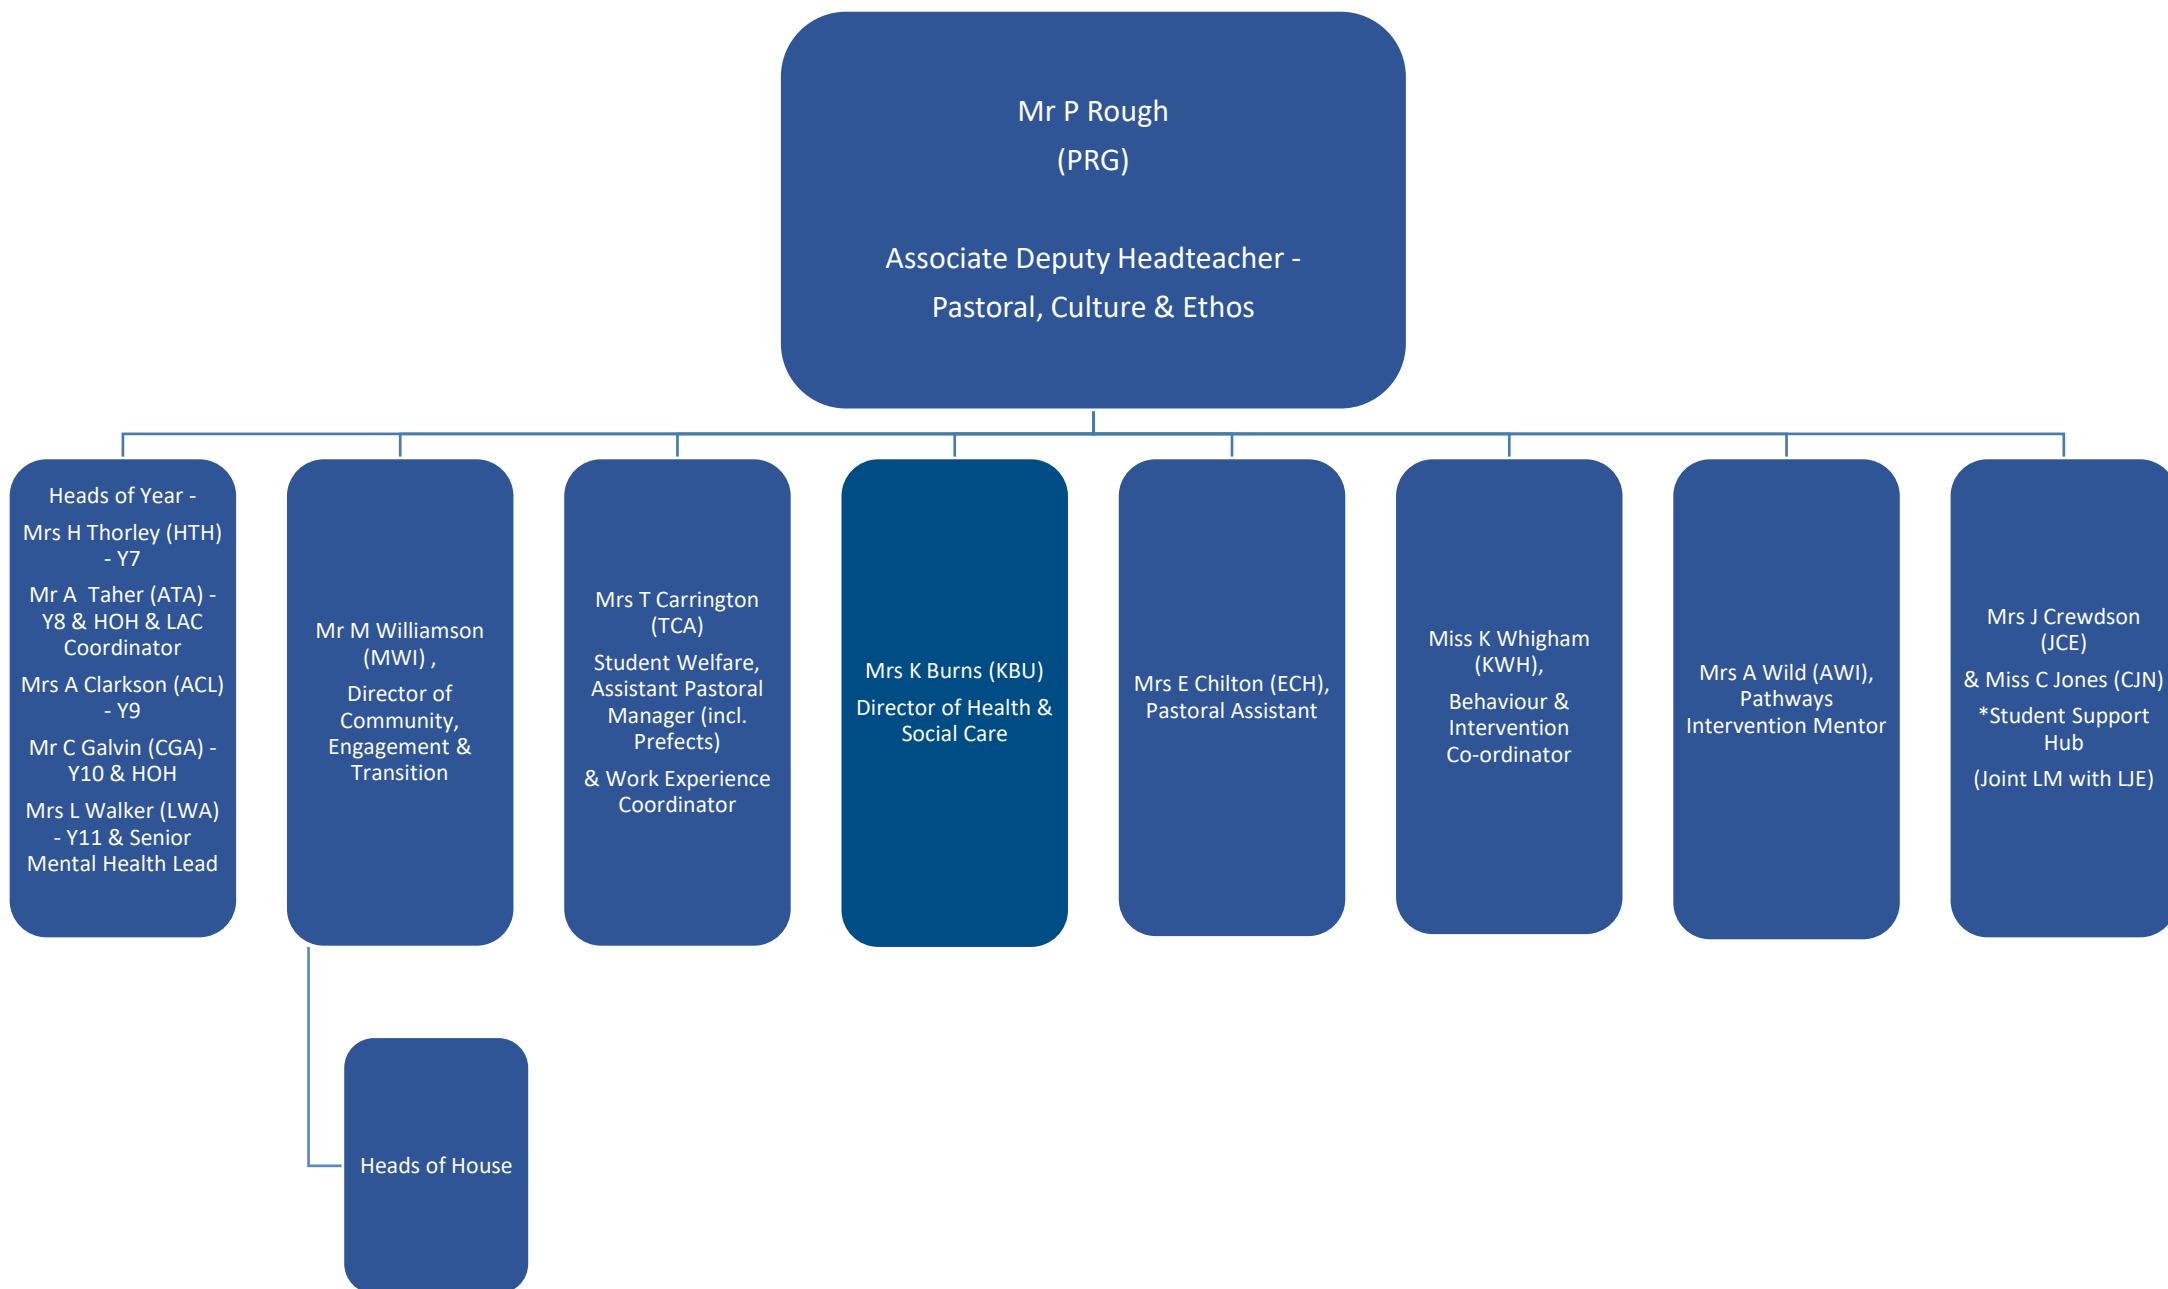 Mr P Rough
(PRG)
Associate Deputy Headteacher -
Pastoral, Culture & Ethos
Heads of Year -
Mrs H Thorley (HTH)
- Y7
Mr A  Taher (ATA) -
Y8 & HOH & LAC
Coordinator
Mrs A Clarkson (ACL)
- Y9
Mr C Galvin (CGA) -
Y10 & HOH
Mrs L Walker (LWA)
- Y11 & Senior
Mental Health Lead
Mr M Williamson
(MWI) ,
Director of
Community,
Engagement &
Transition
Mrs T Carrington
(TCA)
Student Welfare,
Assistant Pastoral
Manager (incl.
Prefects)
& Work Experience
Coordinator
Mrs K Burns (KBU)
Director of Health &
Social Care
Mrs E Chilton (ECH),
Pastoral Assistant
Miss K Whigham
(KWH),
Behaviour &
Intervention
Co-ordinator
Mrs A Wild (AWI),
Pathways
Intervention Mentor
Mrs J Crewdson
(JCE)
& Miss C Jones (CJN)
*Student Support
Hub
(Joint LM with LJE)
Heads of House